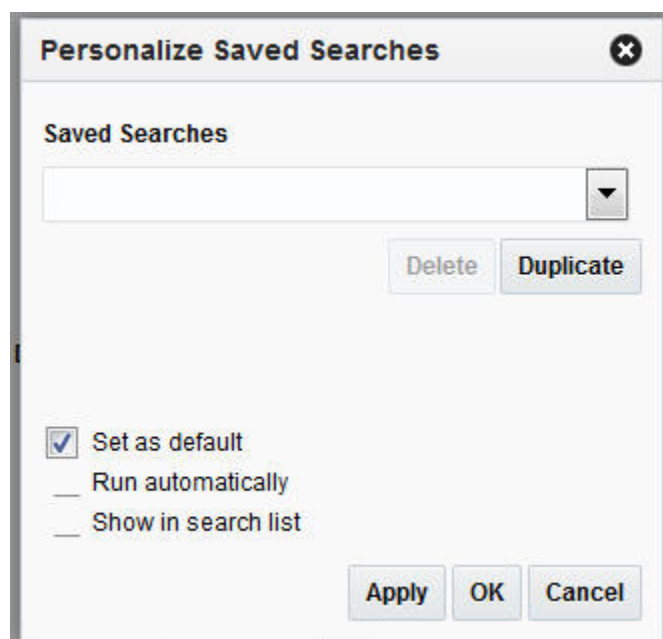 Personalize Saved Searches
Saved Searches
Delete Duplicate
Set as default
Run automatically
Show in search list
Apply OK Cancel